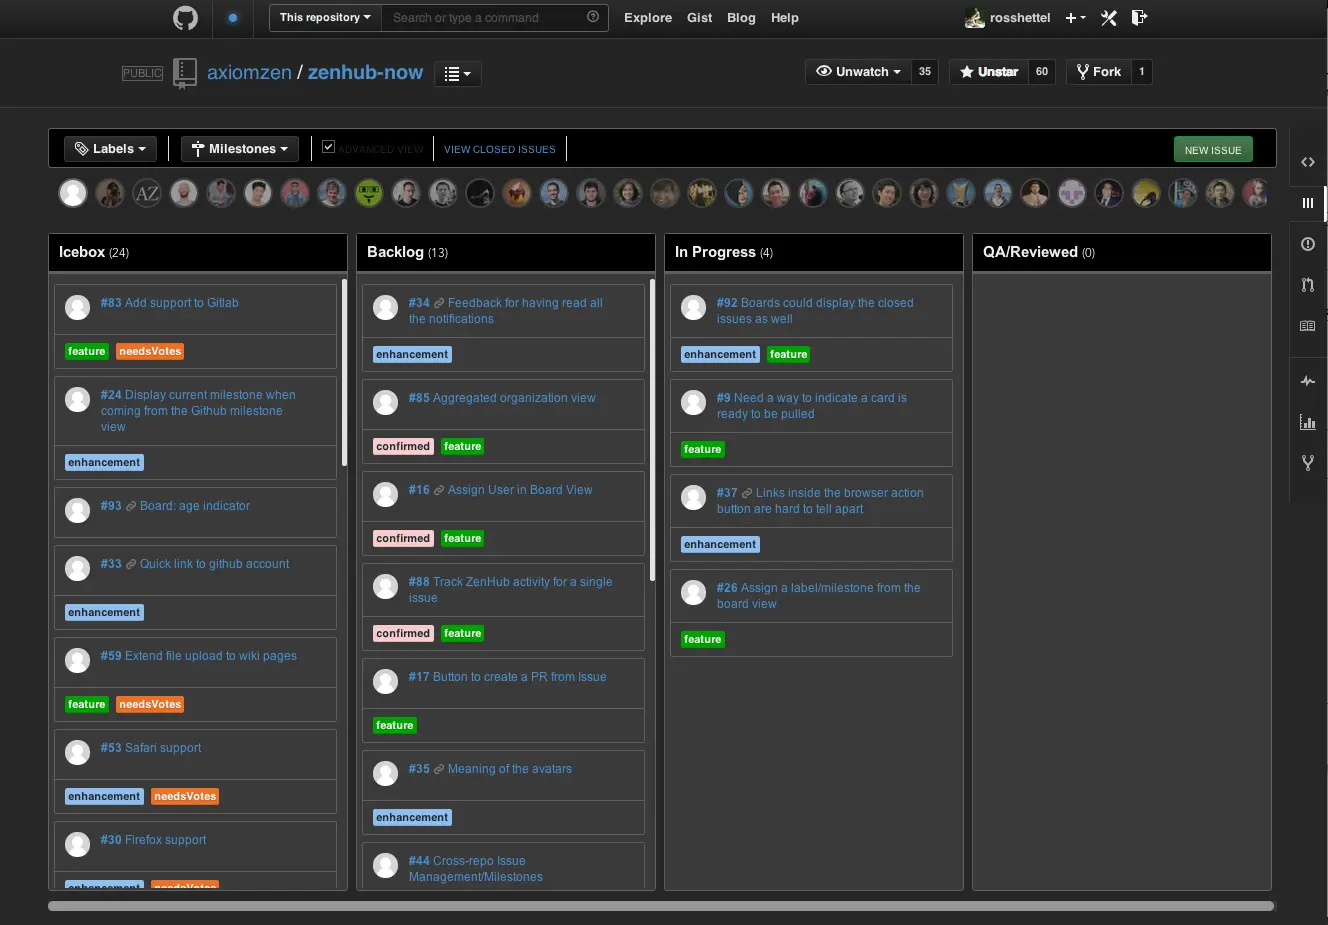 This repository
Search or type a command
Explore Gist Blog Help
rosshettel
PUBLIC
axiomzen / zenhub-now
Unwatch 35
Unstar 60
Fork 1
Labels
Milestones
ADVANCED VIEW
VIEW CLOSED ISSUES
NEW ISSUE
AZ
Icebox (24)
#83 Add support to Gitlab
feature needsVotes
#24 Display current milestone when
coming from the Github milestone
view
enhancement
#93 Board: age indicator
#33 Quick link to github account
enhancement
#59 Extend file upload to wiki pages
feature needsVotes
#53 Safari support
enhancement needsVotes
#30 Firefox support
enhancement needsVotes
Backlog (13)
#34 Feedback for having read all
the notifications
enhancement
#85 Aggregated organization view
confirmed feature
#16 Assign User in Board View
confirmed feature
#88 Track ZenHub activity for a single
issue
confirmed feature
#17 Button to create a PR from Issue
feature
#35 Meaning of the avatars
enhancement
#44 Cross-repo Issue
Management/Milestones
In Progress (4)
#92 Boards could display the closed
issues as well
enhancement feature
#9 Need a way to indicate a card is
ready to be pulled
feature
#37 Links inside the browser action
button are hard to tell apart
enhancement
#26 Assign a label/milestone from the
board view
feature
QA/Reviewed (0)